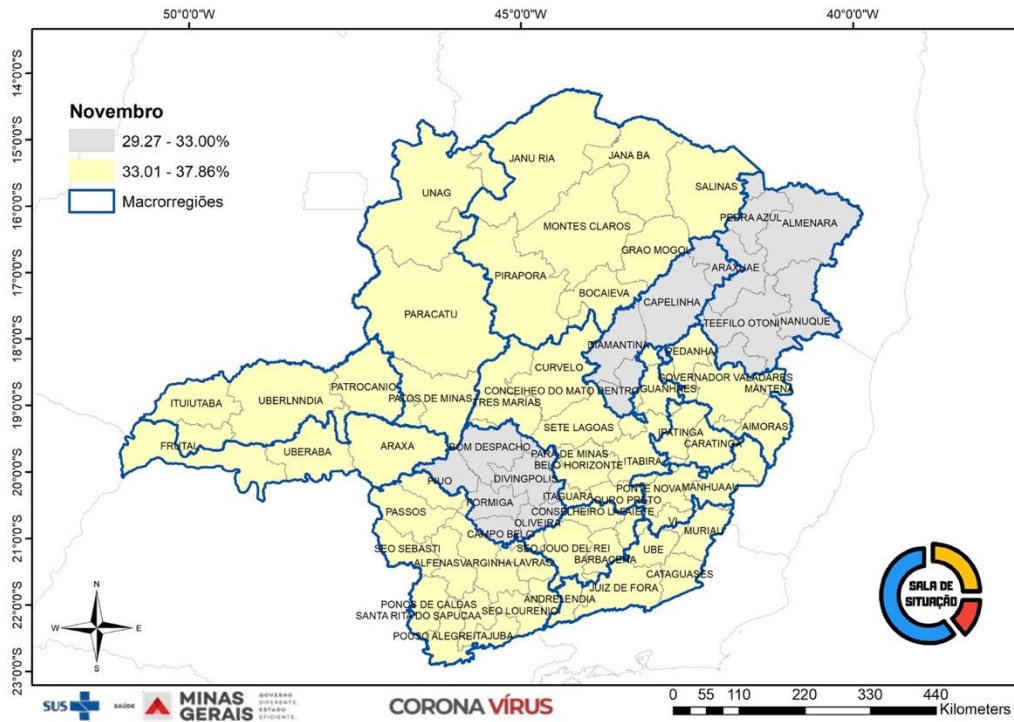 50°0'0"W 45°0'0"W 40°0'0"W
14°0'0"S
15°0'0"S
16°0'0"S
17°0'0"S
18°0'0"S
19°0'0"S
20°0'0"S
21°0'0"S
22°0'0"S
23°0'0"S
Novembro
29.27 - 33.00%
33.01 - 37.86%
Macrorregiões
JANU RIA
JANA BA
UNAG
SALINAS
PEDRA AZUL
ALMENARA
MONTES CLAROS
GRAO MOGOL
ARAXUAE
PIRAPORA
BOCAIEVA
CAPELINHA
PARACATU
TEEFILO OTONI
NANUQUE
DIAMANTINA
PEDANHA
CURVELO
GOVERNADOR VALADARES
PATROCANIO
CONCEIHEO DO MATO DENTRO
GUANHIES
MANTENA
ITUIUTABA
UBERLNNDIA
PATOS DE MINAS
TRES MARIAS
SETE LAGOAS
IPATINGA
AIMORAS
FRUTAL
UBERABA
ARAXA
BOM DESPACHO
PARA DE MINAS
CARATINGA
BELO HORIZONTE
ITABIRA
PIUO
DIVINGPOLIS
PONTE NOVA
MANHUAAU
FORMIGA
ITAGUARA
OURO PRETO
PASSOS
CONSELHEIRO LAFAIETE
OLIVEIRA
VI
MURIAU
CAMPO BELO
SEO SEBASTI
SEO JOUO DEL REI
UBE
ALFENAS
VARGINHA
LAVRAS
BARBACENA
CATAGUASES
JUIZ DE FORA
PONOS DE CALDAS
ANDRELENDIA
SANTA RITA DO SAPUCAA
SEO LOURENIO
POUSO ALEGRE
ITAJUBA
N
W E
S
SALA DE
SITUAÇÃO
SUS
SAÚDE
MINAS
GERAIS
GOVERNO
DIFERENTE.
ESTADO
EFICIENTE.
CORONA VÍRUS
0 55 110 220 330 440
Kilometers